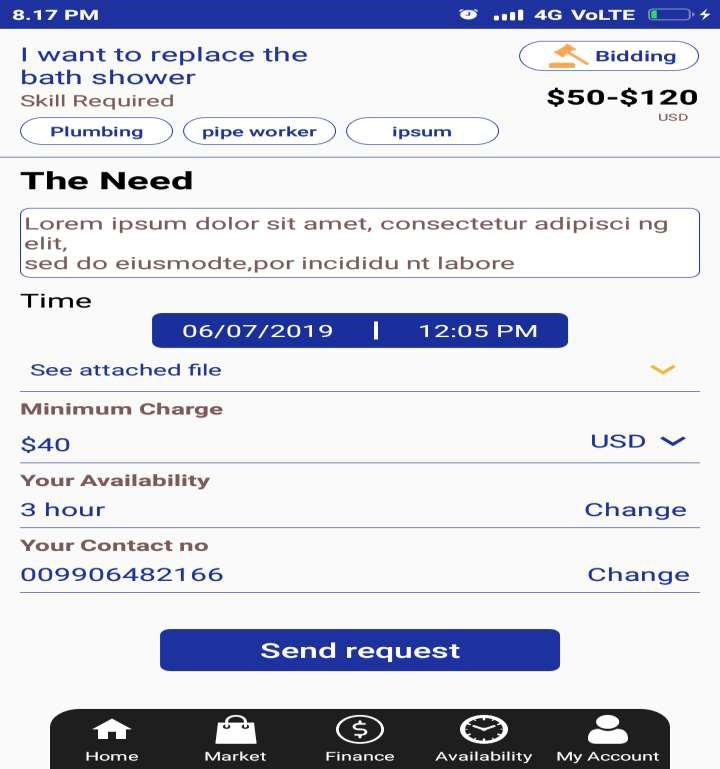 8.17 PM 4G VoLTE
I want to replace the
bath shower
Bidding
Skill Required
$50-$120
USD
Plumbing pipe worker ipsum
The Need
Lorem ipsum dolor sit amet, consectetur adipisci ng
elit,
sed do eiusmodte,por incididu nt labore
Time
06/07/2019 | 12:05 PM
See attached file
Minimum Charge
$40 USD
Your Availability
3 hour Change
Your Contact no
009906482166 Change
Send request
Home Market Finance Availability My Account